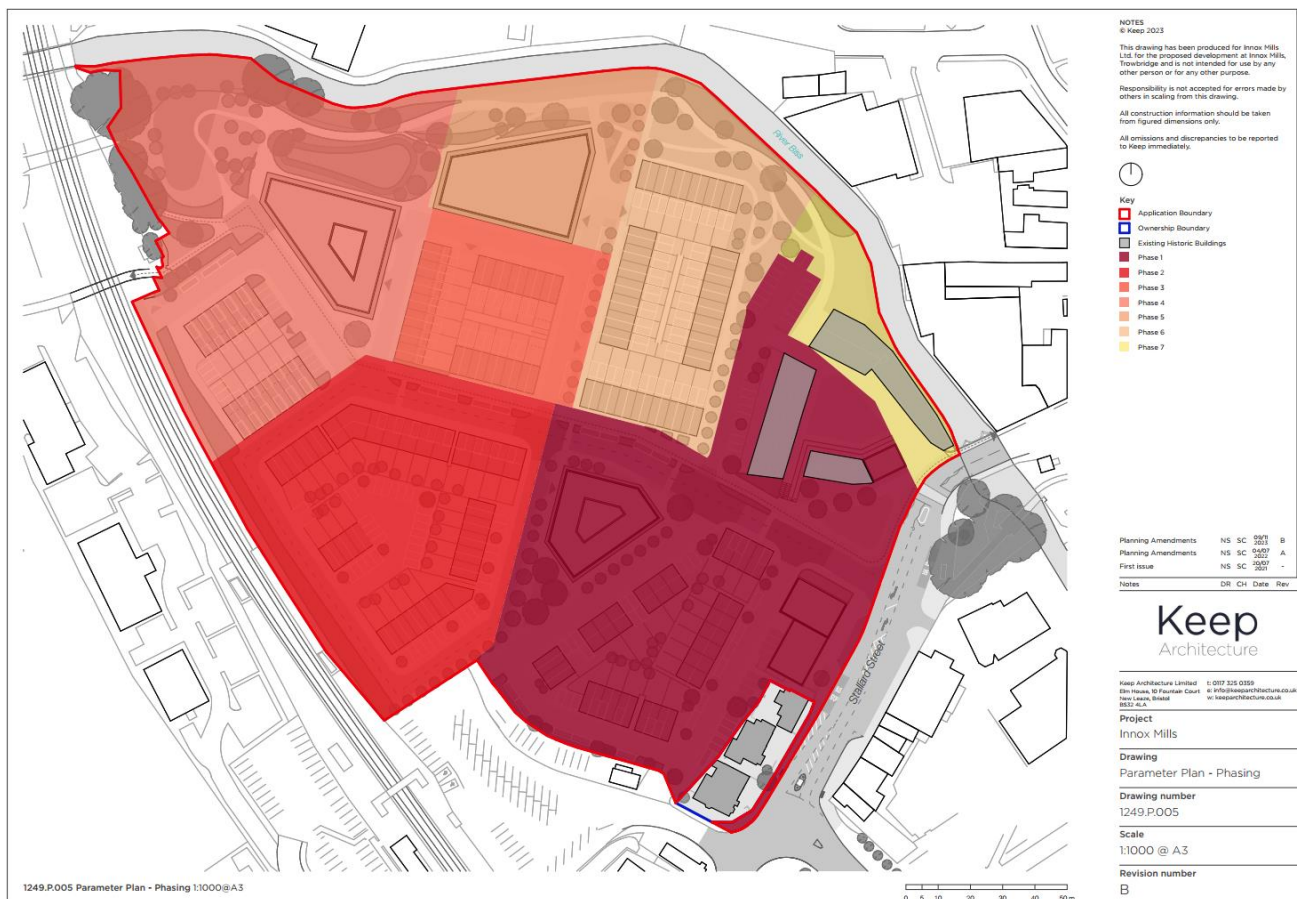 NOTES
© Keep 2023
This drawing has been produced for Innox Mills
Ltd. for the proposed development at Innox Mills,
Trowbridge and is not intended for use by any
other person or for any other purpose.
Responsibility is not accepted for errors made by
others in scaling from this drawing.
All construction information should be taken
from figured dimensions only.
All omissions and discrepancies to be reported
to Keep immediately.
Key
Application Boundary
Ownership Boundary
Existing Historic Buildings
Phase 1
Phase 2
Phase 3
Phase 4
Phase 5
Phase 6
Phase 7
River Biss
Stallard Street
Planning Amendments NS SC 09/11 2023 B
Planning Amendments NS SC 04/07 2022 A
First issue NS SC 20/07 2021 -
Notes DR CH Date Rev
Keep
Architecture
Keep Architecture Limited t: 0117 325 0359
Elm House, 10 Fountain Court e: info@keeparchitecture.co.uk
New Leaze, Bristol w: keeparchitecture.co.uk
BS32 4LA
Project
Innox Mills
Drawing
Parameter Plan - Phasing
Drawing number
1249.P.005
Scale
1:1000 @ A3
Revision number
B
1249.P.005 Parameter Plan - Phasing 1:1000@A3
0 5 10 20 30 40 50m